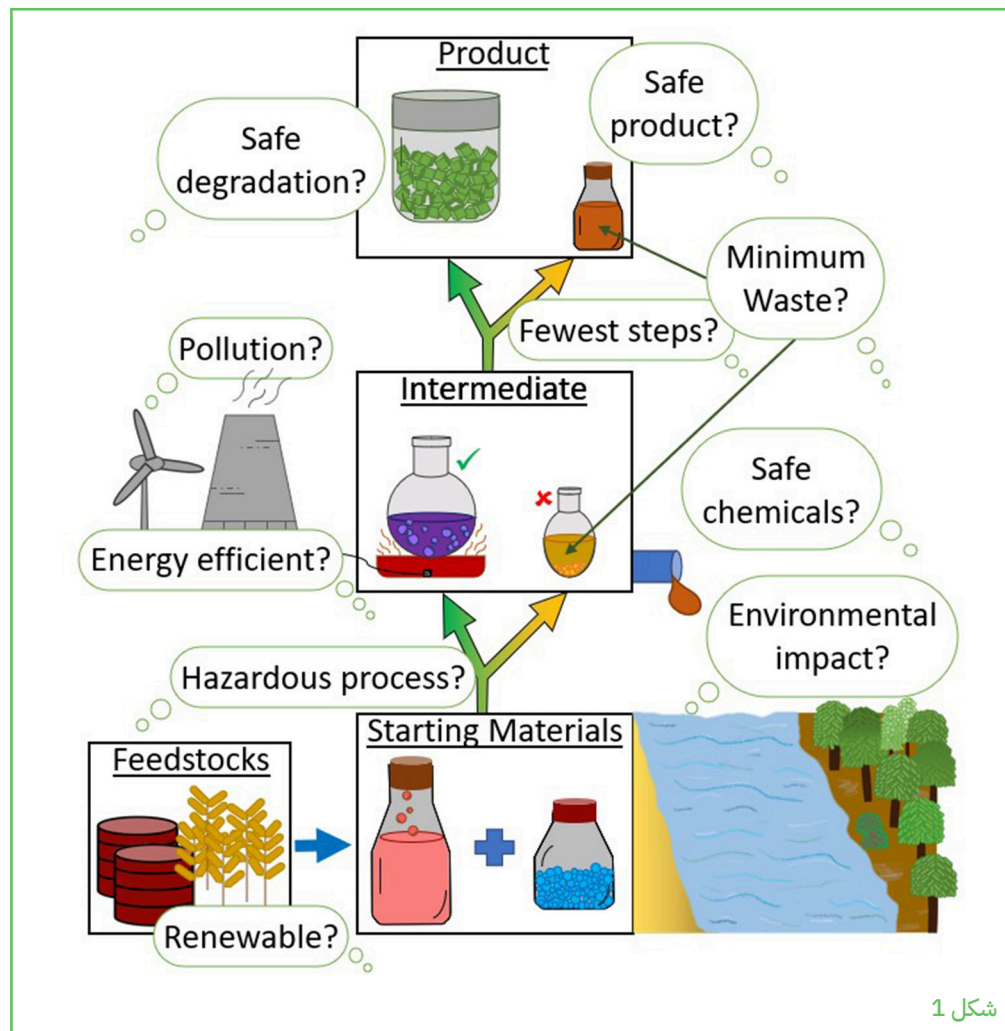 Product
Safe
degradation?
Safe
product?
Minimum
Waste?
Fewest steps?
Pollution?
Intermediate
Safe
chemicals?
Energy efficient?
Environmental
impact?
Hazardous process?
Feedstocks
Starting Materials
Renewable?
شكل 1